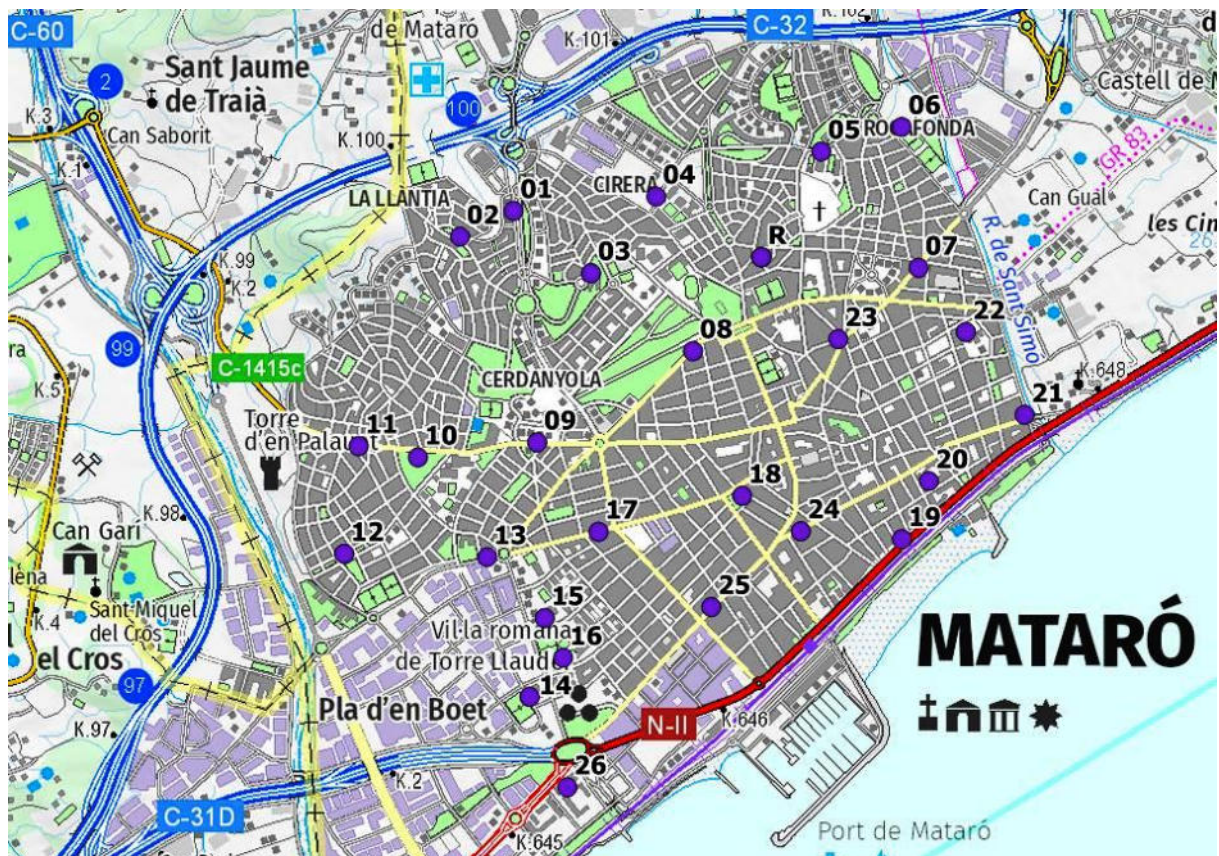 C-60
de Mataró
K.101
C-32
K.102
Sant Jaume
de Traià
2
100
Castell de M
K.3
Can Saborit
K.100
06
05
ROCAFONDA
GR 83
K.1
04
CIRERA
01
LA LLÀNTIA
02
Can Gual
les Cin
R
R. de Sant Simó
K.99
03
07
K.2
22
23
08
99
C-1415c
K.648
K.5
CERDANYOLA
21
Torre
d'en Palauet
11
10
09
20
18
K.98
17
24
19
Can Garí
12
13
25
Sant Miquel
del Cros
15
K.4
Vil·la romana
16
MATARÓ
el Cros
de Torre Llauder
97
14
Pla d'en Boet
N-II
K.646
K.97
26
K.2
C-31D
K.645
Port de Mataró